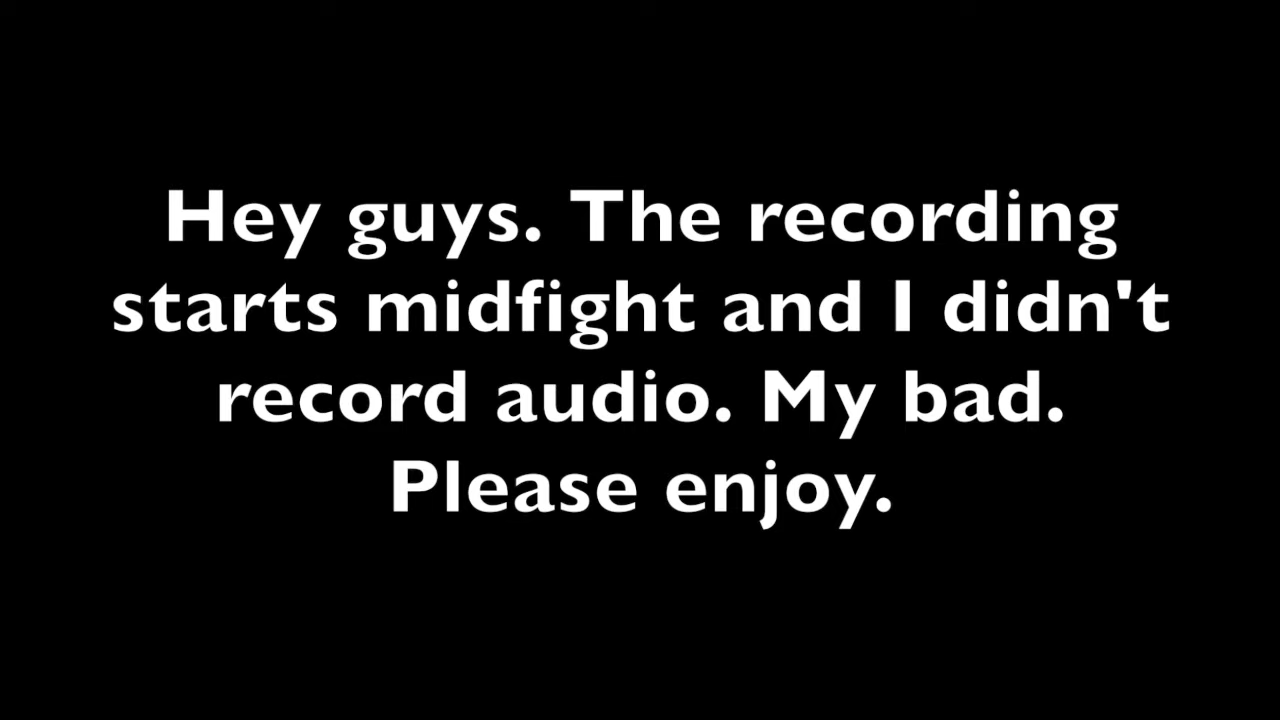 Hey guys. The recording
starts midfight and I didn't
record audio. My bad.
Please enjoy.